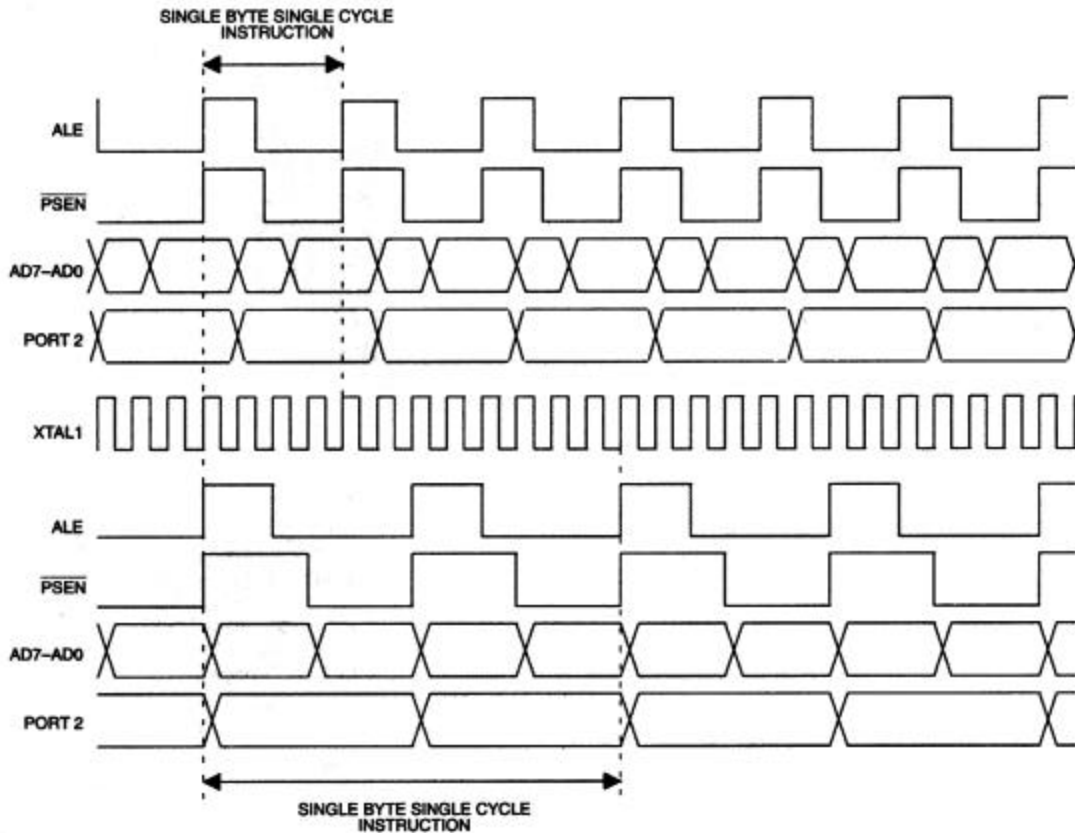 SINGLE BYTE SINGLE CYCLE
INSTRUCTION
ALE
PSEN
AD7–AD0
PORT 2
XTAL1
ALE
PSEN
AD7–AD0
PORT 2
SINGLE BYTE SINGLE CYCLE
INSTRUCTION